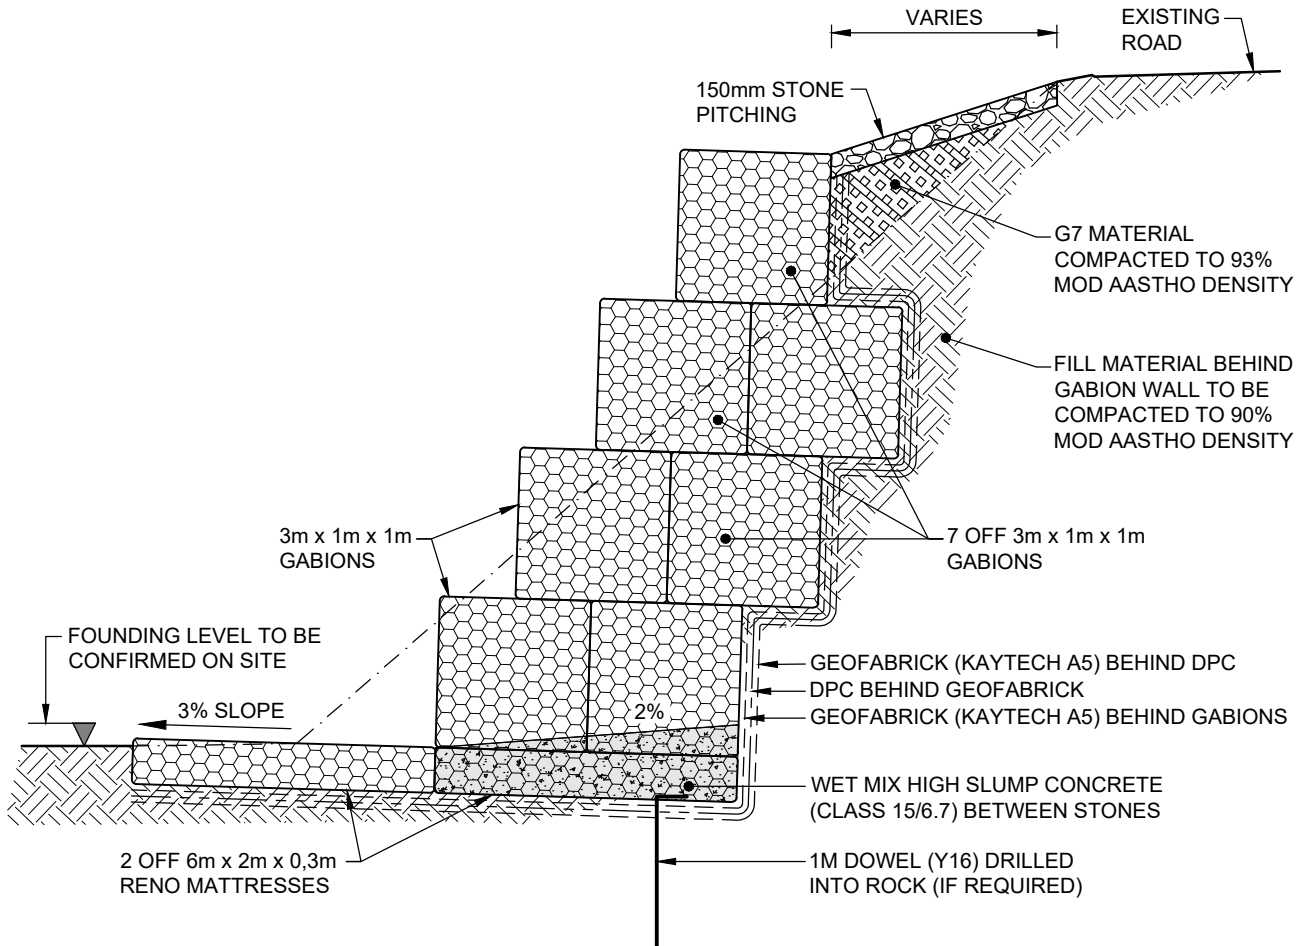 VARIES
EXISTING
ROAD
150mm STONE
PITCHING
G7 MATERIAL
COMPACTED TO 93%
MOD AASTHO DENSITY
FILL MATERIAL BEHIND
GABION WALL TO BE
COMPACTED TO 90%
MOD AASTHO DENSITY
3m x 1m x 1m
GABIONS
7 OFF 3m x 1m x 1m
GABIONS
FOUNDING LEVEL TO BE
CONFIRMED ON SITE
3% SLOPE
2%
GEOFABRICK (KAYTECH A5) BEHIND DPC
DPC BEHIND GEOFABRICK
GEOFABRICK (KAYTECH A5) BEHIND GABIONS
WET MIX HIGH SLUMP CONCRETE
(CLASS 15/6.7) BETWEEN STONES
2 OFF 6m x 2m x 0,3m
RENO MATTRESSES
1M DOWEL (Y16) DRILLED
INTO ROCK (IF REQUIRED)